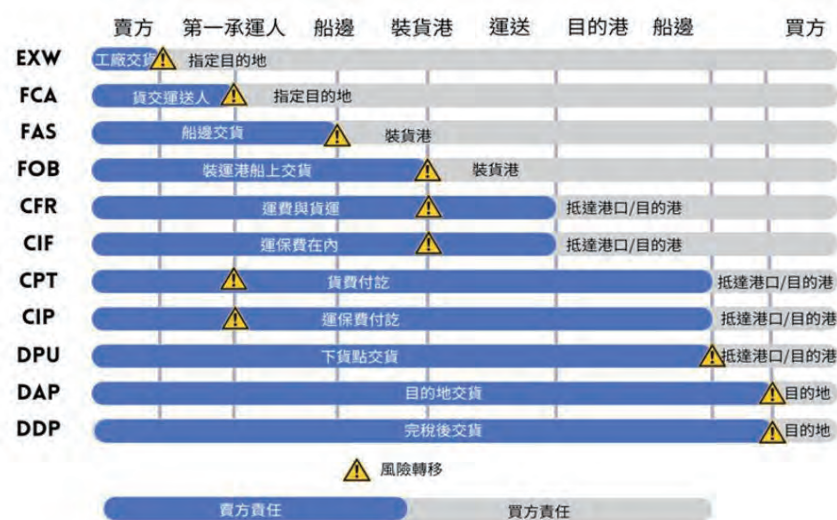 賣方 第一承運人 船邊 裝貨港 運送 目的港 船邊 買方
EXW 工廠交貨 指定目的地
FCA 貨交運送人 指定目的地
FAS 船邊交貨 裝貨港
FOB 裝運港船上交貨 裝貨港
CFR 運費與貨運 抵達港口/目的港
CIF 運保費在內 抵達港口/目的港
CPT 貨費付訖 抵達港口/目的港
CIP 運保費付訖 抵達港口/目的港
DPU 下貨點交貨 抵達港口/目的港
DAP 目的地交貨 目的地
DDP 完稅後交貨 目的地
風險轉移
賣方責任 買方責任